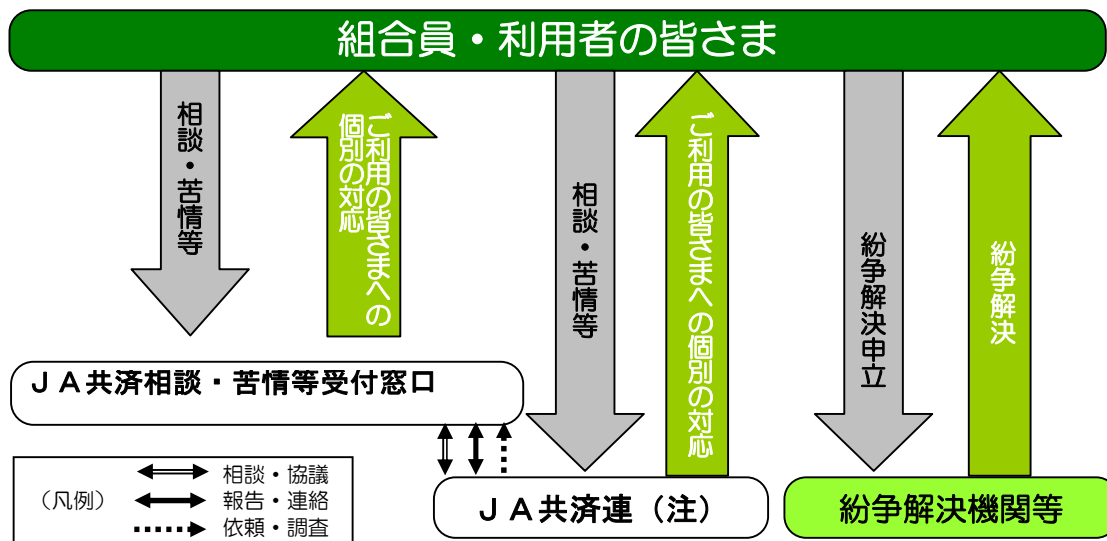 組合員・利用者の皆さま
相談・苦情等
ご利用の皆さまへの
個別の対応
相談・苦情等
ご利用の皆さまへの個別の対応
紛争解決申立
紛争解決
ＪＡ共済相談・苦情等受付窓口
（凡例）
相談・協議
報告・連絡
依頼・調査
ＪＡ共済連（注）
紛争解決機関等